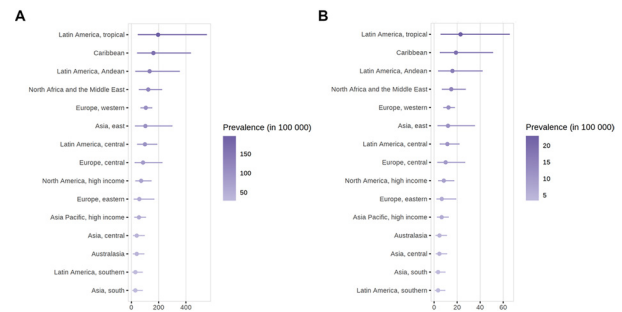 A
Latin America, tropical
Caribbean
Latin America, Andean
North Africa and the Middle East
Europe, western
Asia, east
Latin America, central
Europe, central
North America, high income
Europe, eastern
Asia Pacific, high income
Asia, central
Australasia
Latin America, southern
Asia, south
0 200 400
Prevalence (in 100 000)
150
100
50
B
Latin America, tropical
Caribbean
Latin America, Andean
North Africa and the Middle East
Europe, western
Asia, east
Latin America, central
Europe, central
North America, high income
Europe, eastern
Asia Pacific, high income
Australasia
Asia, central
Asia, south
Latin America, southern
0 20 40 60
Prevalence (in 100 000)
20
15
10
5